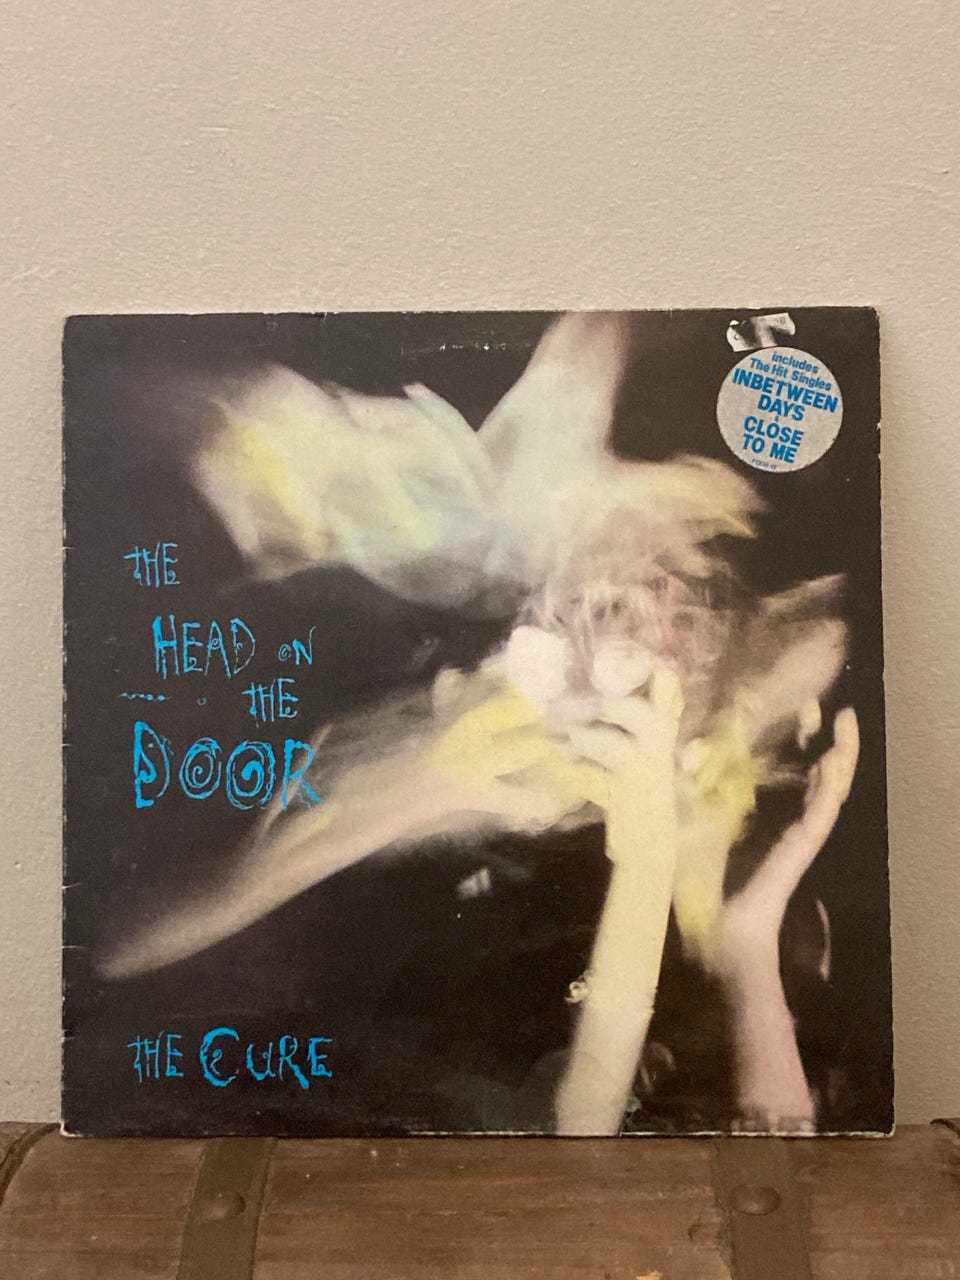 THE
HEAD ON
THE
DOOR
THE CURE
includes
The Hit Singles
INBETWEEN
DAYS
&
CLOSE
TO ME